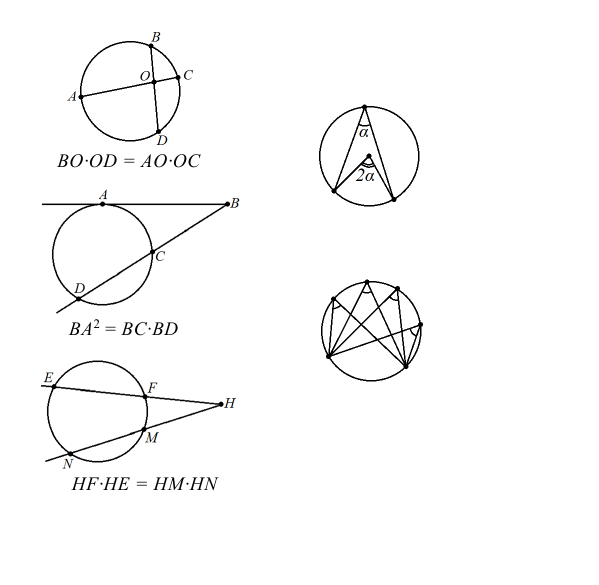 B
O
C
A
D
BO·OD = AO·OC
A
B
C
D
BA² = BC·BD
E
F
H
M
N
HF·HE = HM·HN
α
2α